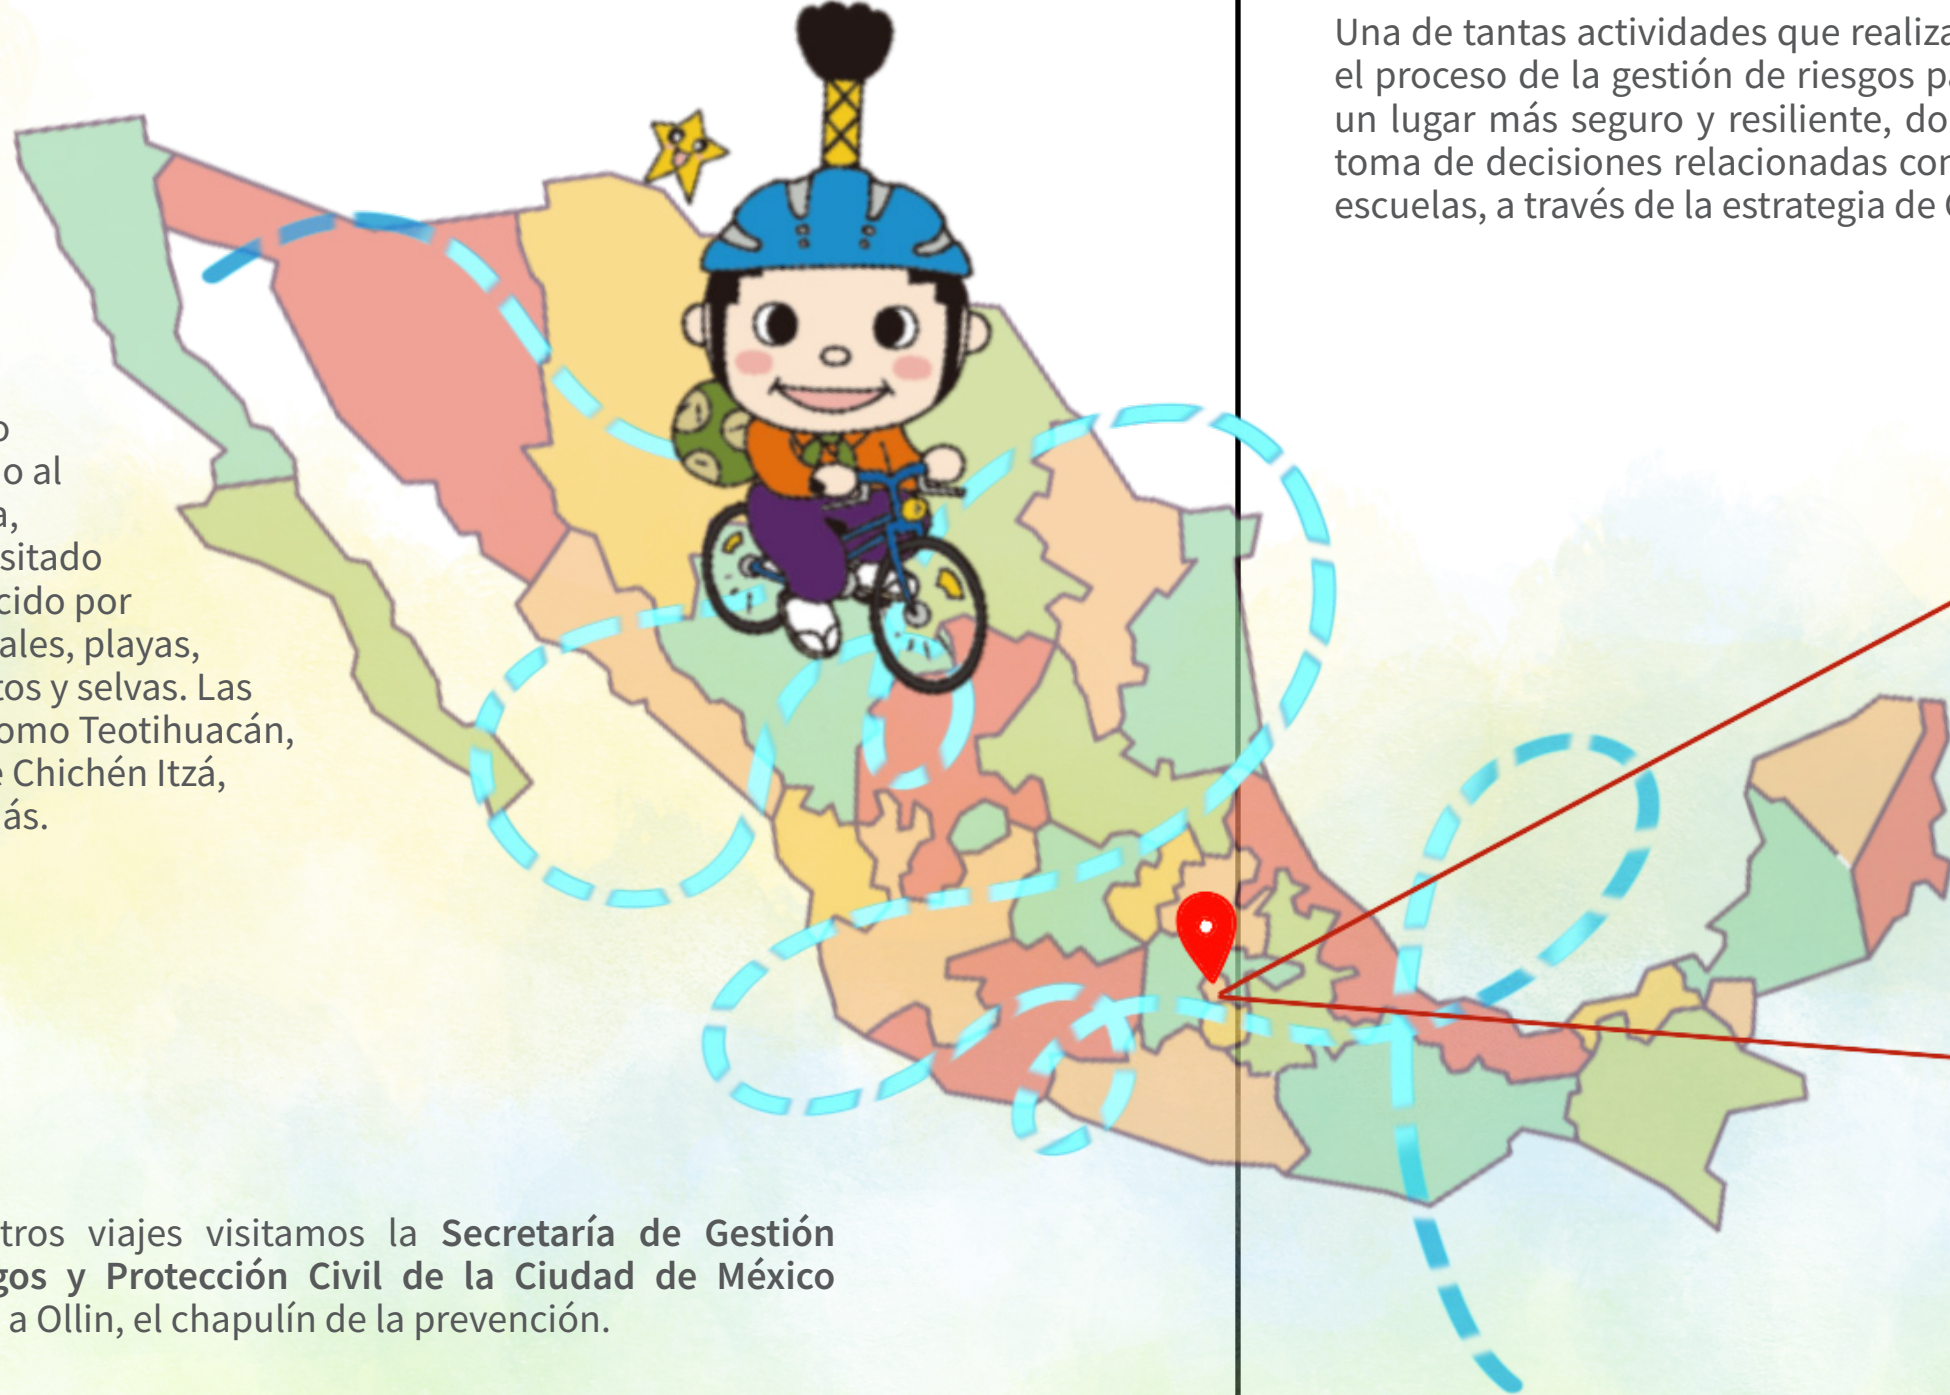 o al
sitado
cido por
ales, playas,
tos y selvas. Las
omo Teotihuacán,
e Chichén Itzá,
ás.
tros viajes visitamos la Secretaría de Gestión
gos y Protección Civil de la Ciudad de México
a Ollin, el chapulín de la prevención.
Una de tantas actividades que realiza
el proceso de la gestión de riesgos pa
un lugar más seguro y resiliente, do
toma de decisiones relacionadas con
escuelas, a través de la estrategia de